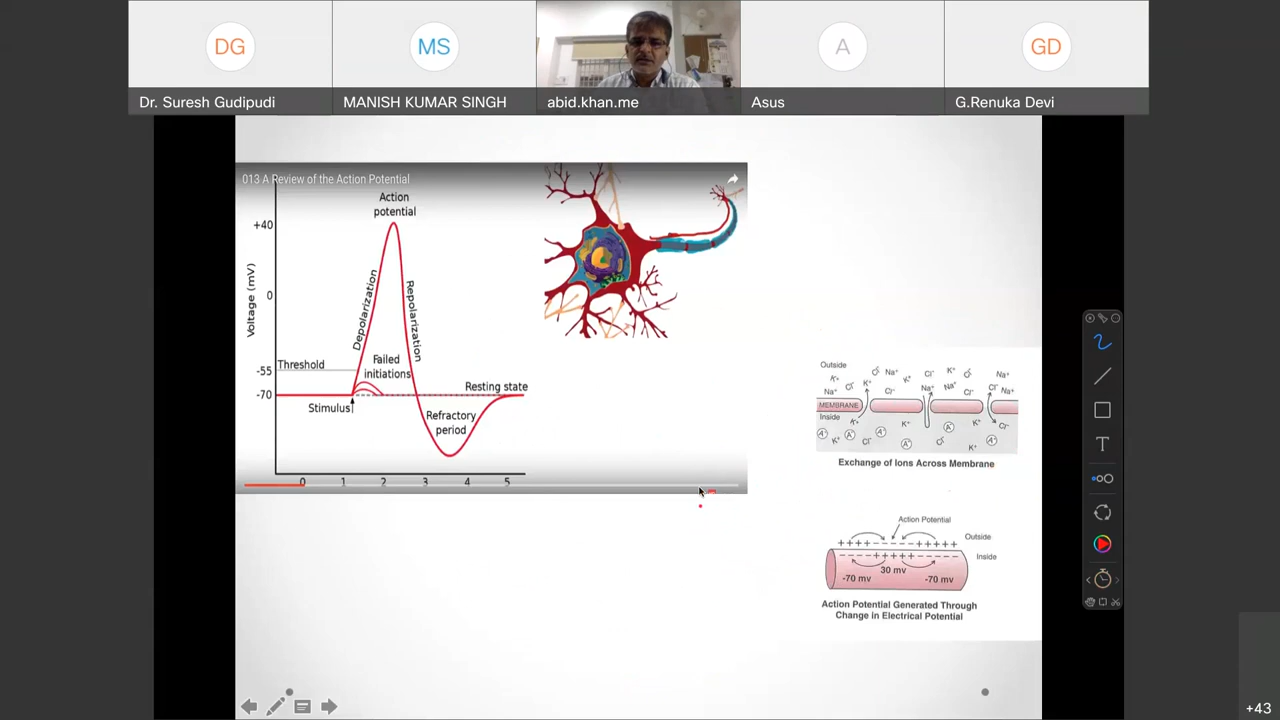 DG
MS
A
GD
Dr. Suresh Gudipudi
MANISH KUMAR SINGH
abid.khan.me
Asus
G.Renuka Devi
013 A Review of the Action Potential
Action
potential
+40
Voltage (mV)
0
-55
-70
Depolarization
Repolarization
Threshold
Failed
initiations
Stimulus
Resting state
Refractory
period
0 1 2 3 4 5
Outside
MEMBRANE
Inside
Exchange of Ions Across Membrane
Action Potential
Outside
++++ - - - - +++++
Inside
30 mv
-70 mv
-70 mv
Action Potential Generated Through
Change in Electrical Potential
T
+43